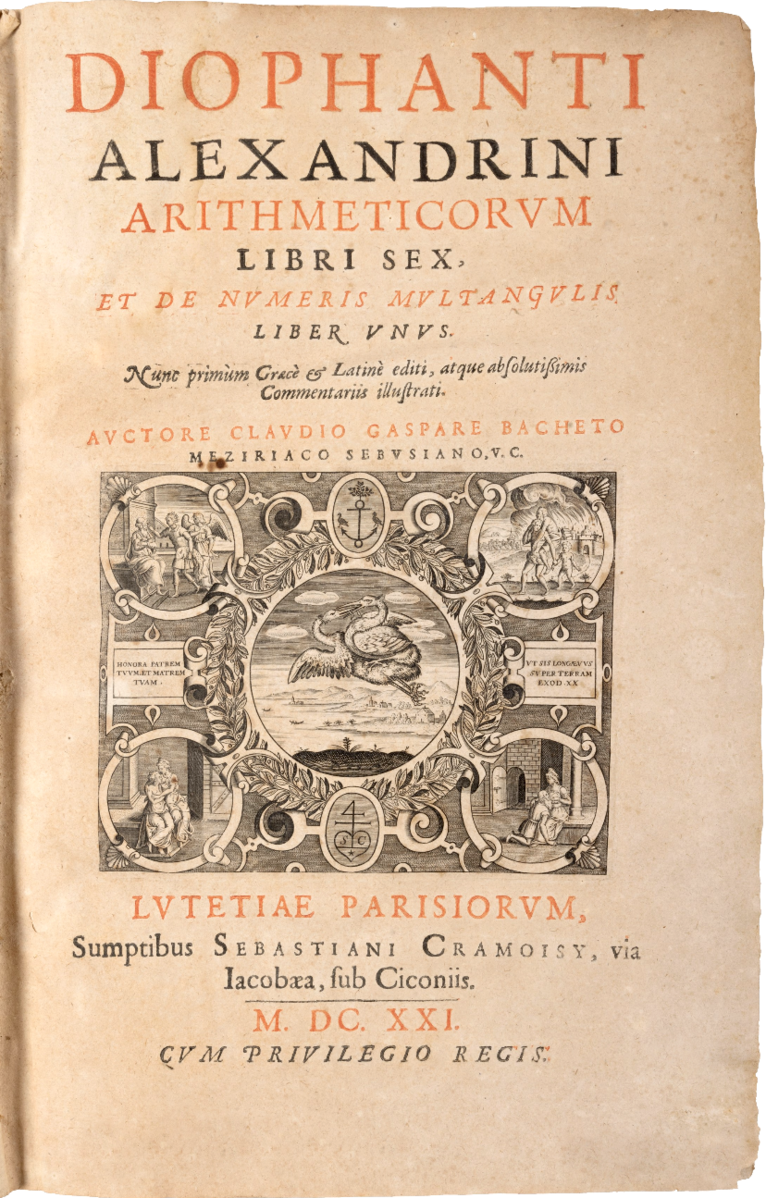 DIOPHANTI
ALEXANDRINI
ARITHMETICORVM
LIBRI SEX,
ET DE NVMERIS MVLTANGVLIS
LIBER VNVS.
Nunc primùm Græcè & Latinè editi, atque absolutißimis
Commentariis illuſtrati.
AVCTORE CLAVDIO GASPARE BACHETO
MEZIRIACO SEBVSIANO, V. C.
HONORA PATREM
TVVM, ET MATREM
TVAM.
VT SIS LONGÆVVS
SVPER TERRAM
EXOD. XX
4
S C
LVTETIAE PARISIORVM,
Sumptibus SEBASTIANI CRAMOISY, via
Iacobæa, ſub Ciconiis.
M. DC. XXI.
CVM PRIVILEGIO REGIS.